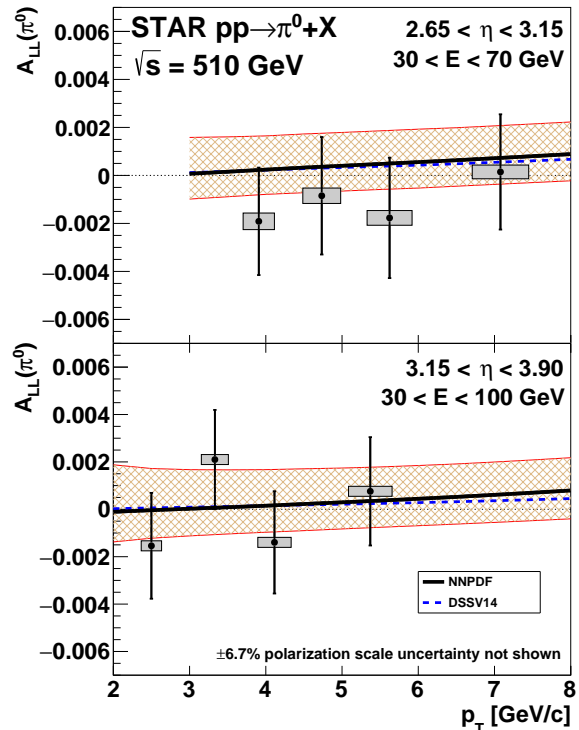 A_LL(π⁰)
0.006
0.004
0.002
0
−0.002
−0.004
−0.006
STAR pp→π⁰+X
√s = 510 GeV
2.65 < η < 3.15
30 < E < 70 GeV
A_LL(π⁰)
0.006
0.004
0.002
0
−0.002
−0.004
−0.006
3.15 < η < 3.90
30 < E < 100 GeV
NNPDF
DSSV14
±6.7% polarization scale uncertainty not shown
2 3 4 5 6 7 8
p_T [GeV/c]